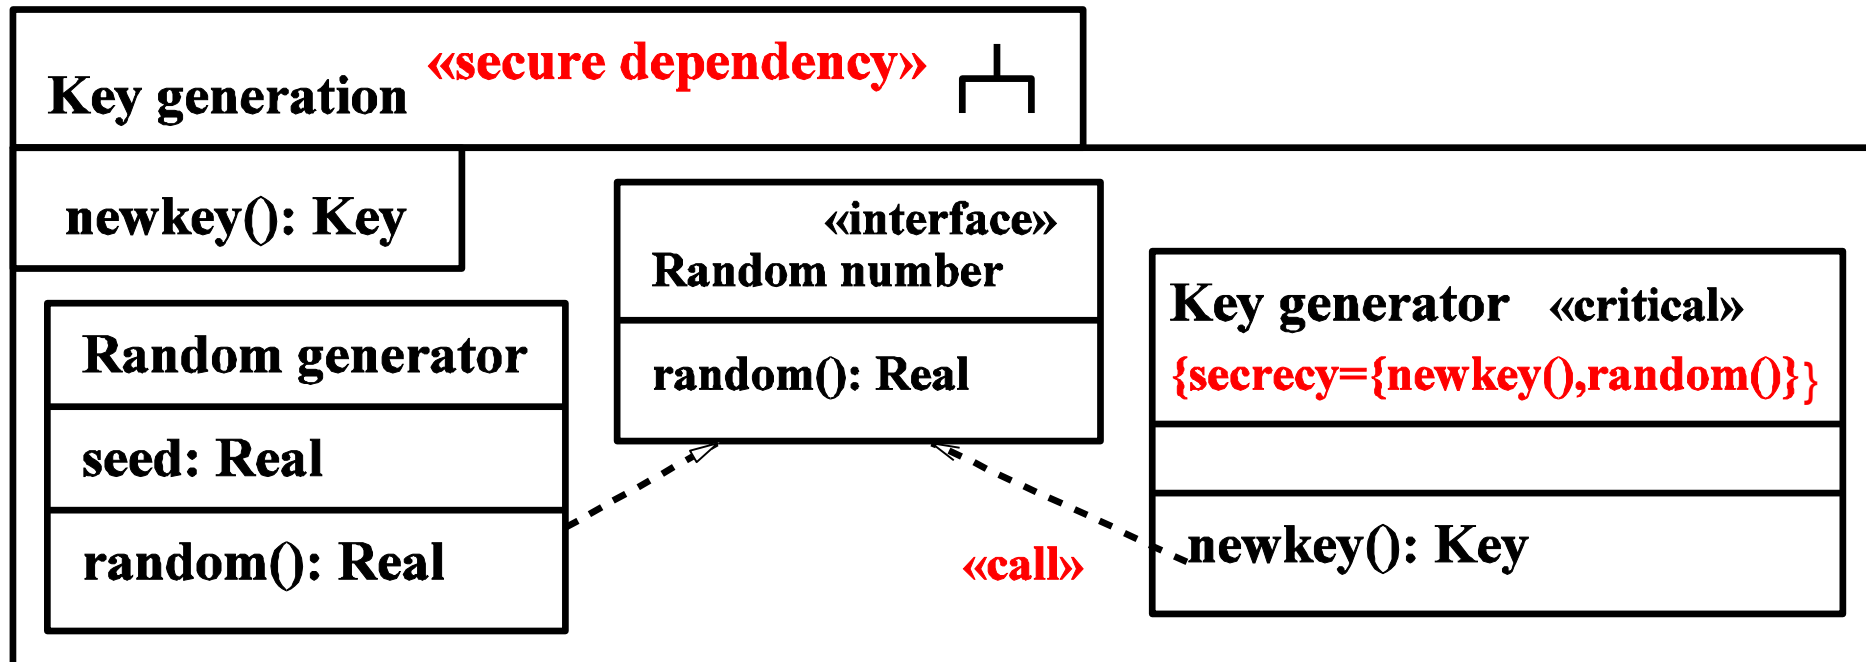 Key generation «secure dependency»
newkey(): Key
«interface»
Random number
random(): Real
Key generator «critical»
{secrecy={newkey(),random()}}
newkey(): Key
Random generator
seed: Real
random(): Real
«call»